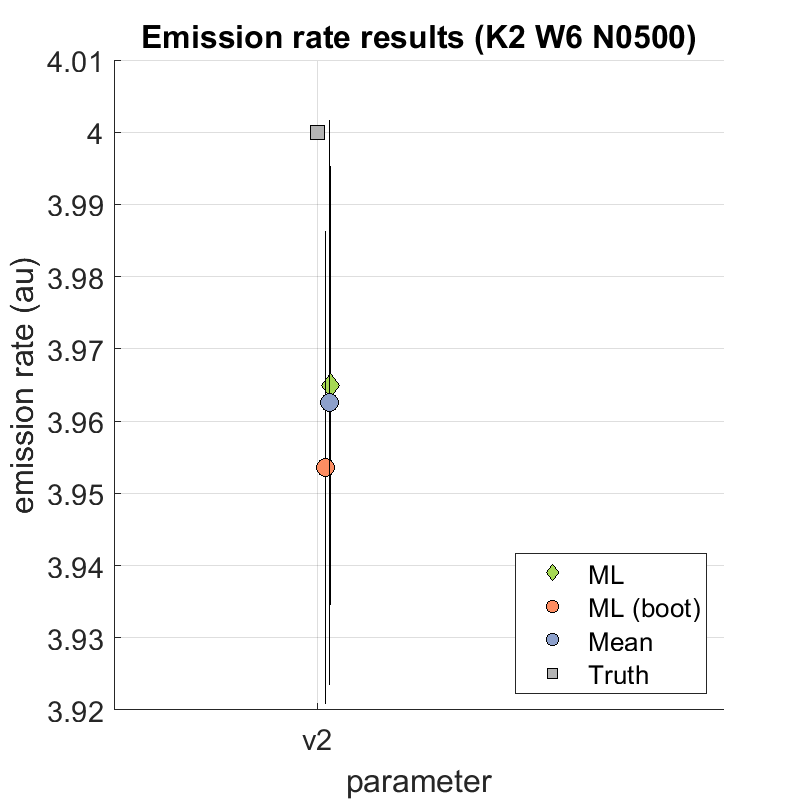 Emission rate results (K2 W6 N0500)
4.01
4
3.99
3.98
3.97
3.96
3.95
3.94
3.93
3.92
emission rate (au)
ML
ML (boot)
Mean
Truth
v2
parameter